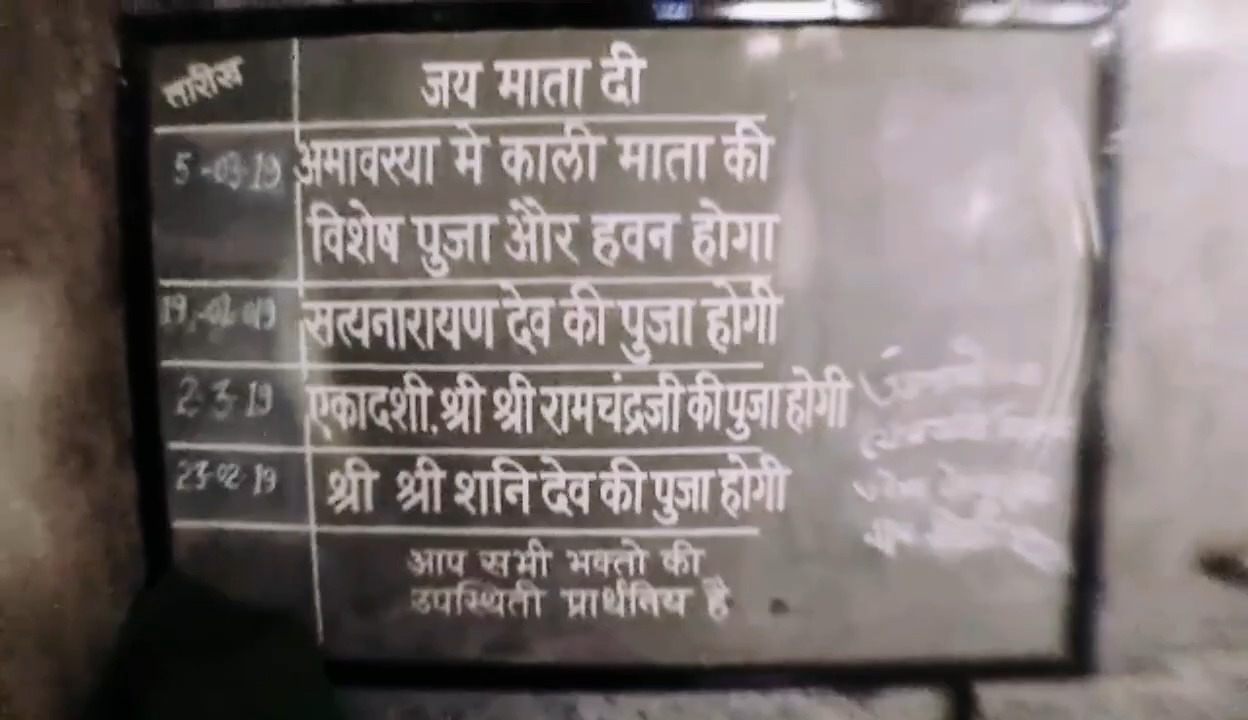 तारीख जय माता दी
5-03-19 अमावस्या मे काली माता की
विशेष पुजा और हवन होगा
सत्यनारायण देव की पुजा होगी
2-3-19 एकादशी. श्री श्री रामचंद्रजी की पुजा होगी
23-02-19 श्री श्री शनि देव की पुजा होगी
आप सभी भक्तो की
उपस्थिती प्रार्थनिय है